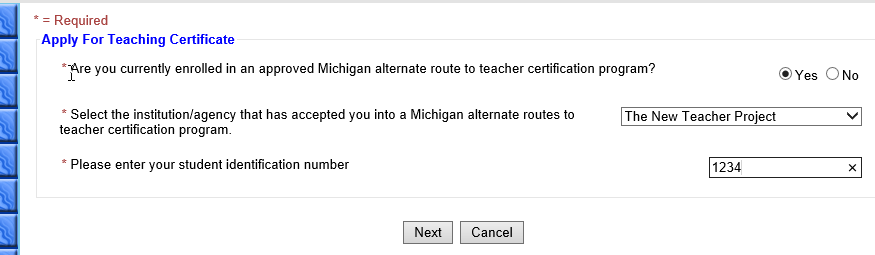 * = Required
Apply For Teaching Certificate
* Are you currently enrolled in an approved Michigan alternate route to teacher certification program?
Yes No
* Select the institution/agency that has accepted you into a Michigan alternate routes to
teacher certification program.
The New Teacher Project
* Please enter your student identification number
1234 ×
Next Cancel